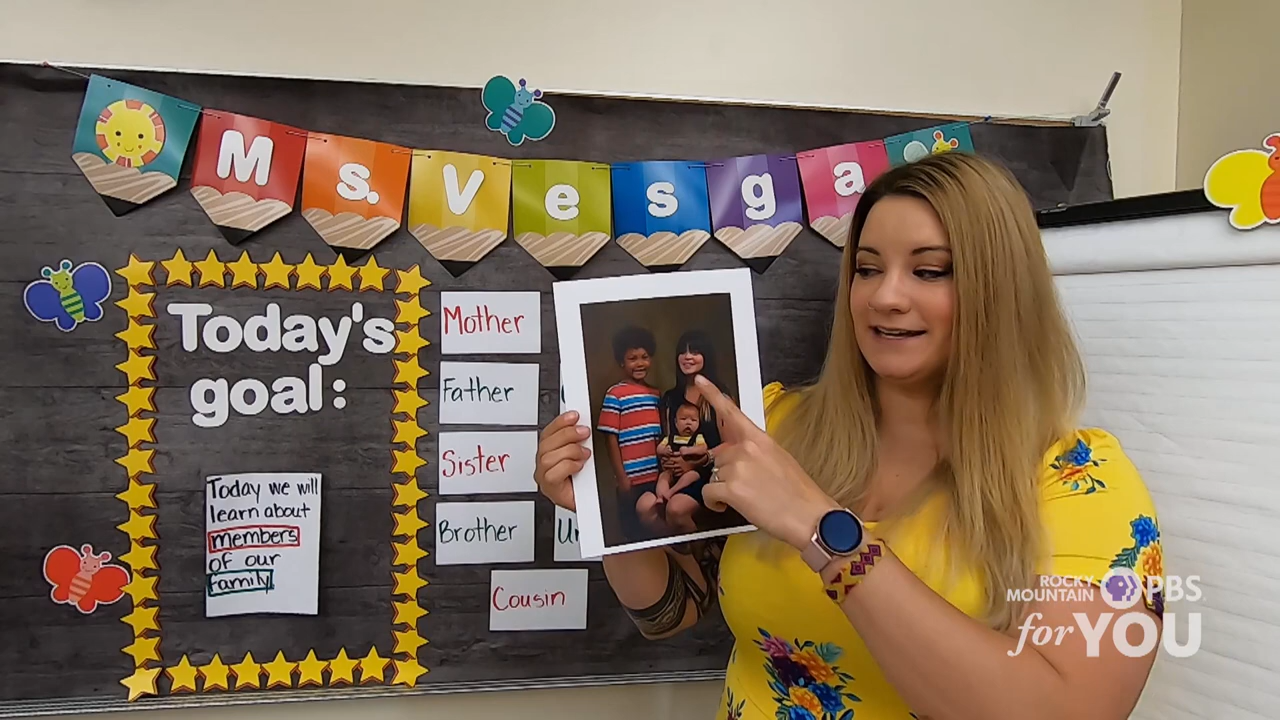 Ms. Vesga
Today's
goal:
Today we will
learn about
members
of our
family
Mother
Father
Sister
Brother
Cousin
ROCKY
MOUNTAIN PBS
for YOU